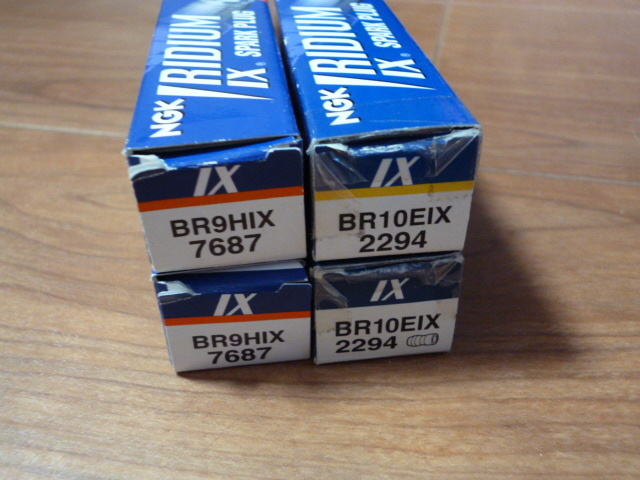 NGK IRIDIUM IX® SPARK PLUG
NGK IRIDIUM IX® SPARK PLUG
IX
BR9HIX
7687
IX
BR10EIX
2294
IX
BR9HIX
7687
IX
BR10EIX
2294